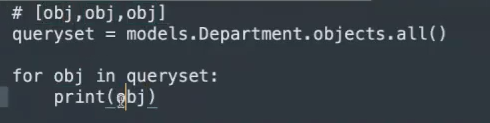 # [obj,obj,obj]
queryset = models.Department.objects.all()
for obj in queryset:
print(obj)